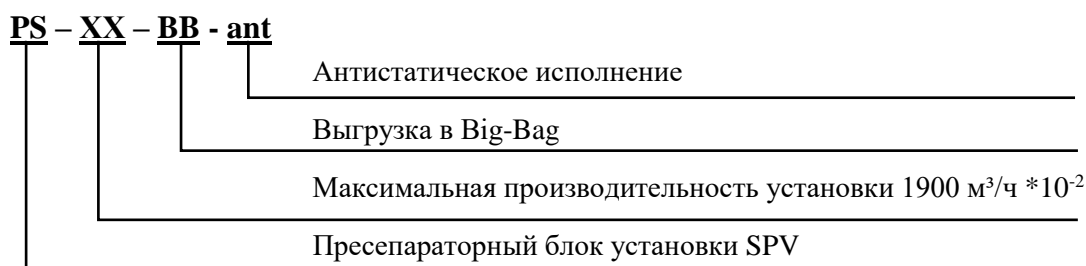 PS – XX – BB - ant
Антистатическое исполнение
Выгрузка в Big-Bag
Максимальная производительность установки 1900 м³/ч *10⁻²
Пресепараторный блок установки SPV